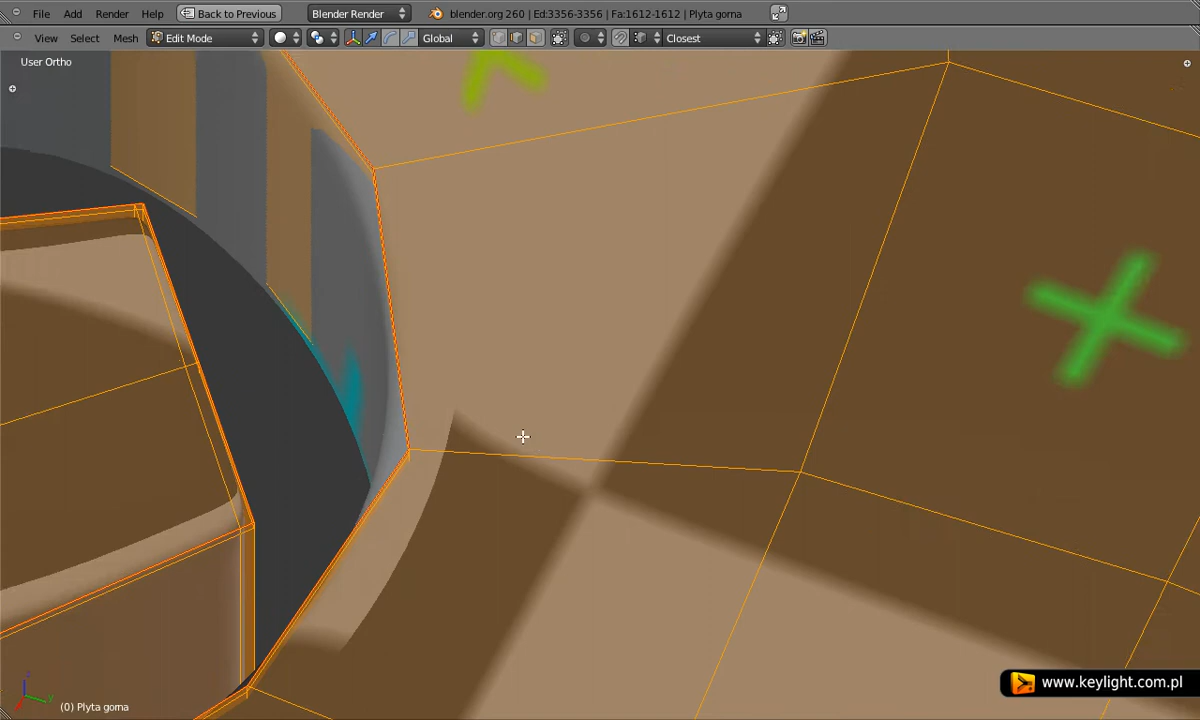 File Add Render Help Back to Previous Blender Render blender.org 260 | Ed:3356-3356 | Fa:1612-1612 | Plyta gorna
View Select Mesh Edit Mode Global Closest
User Ortho
z
y
x
(0) Plyta gorna
www.keylight.com.pl